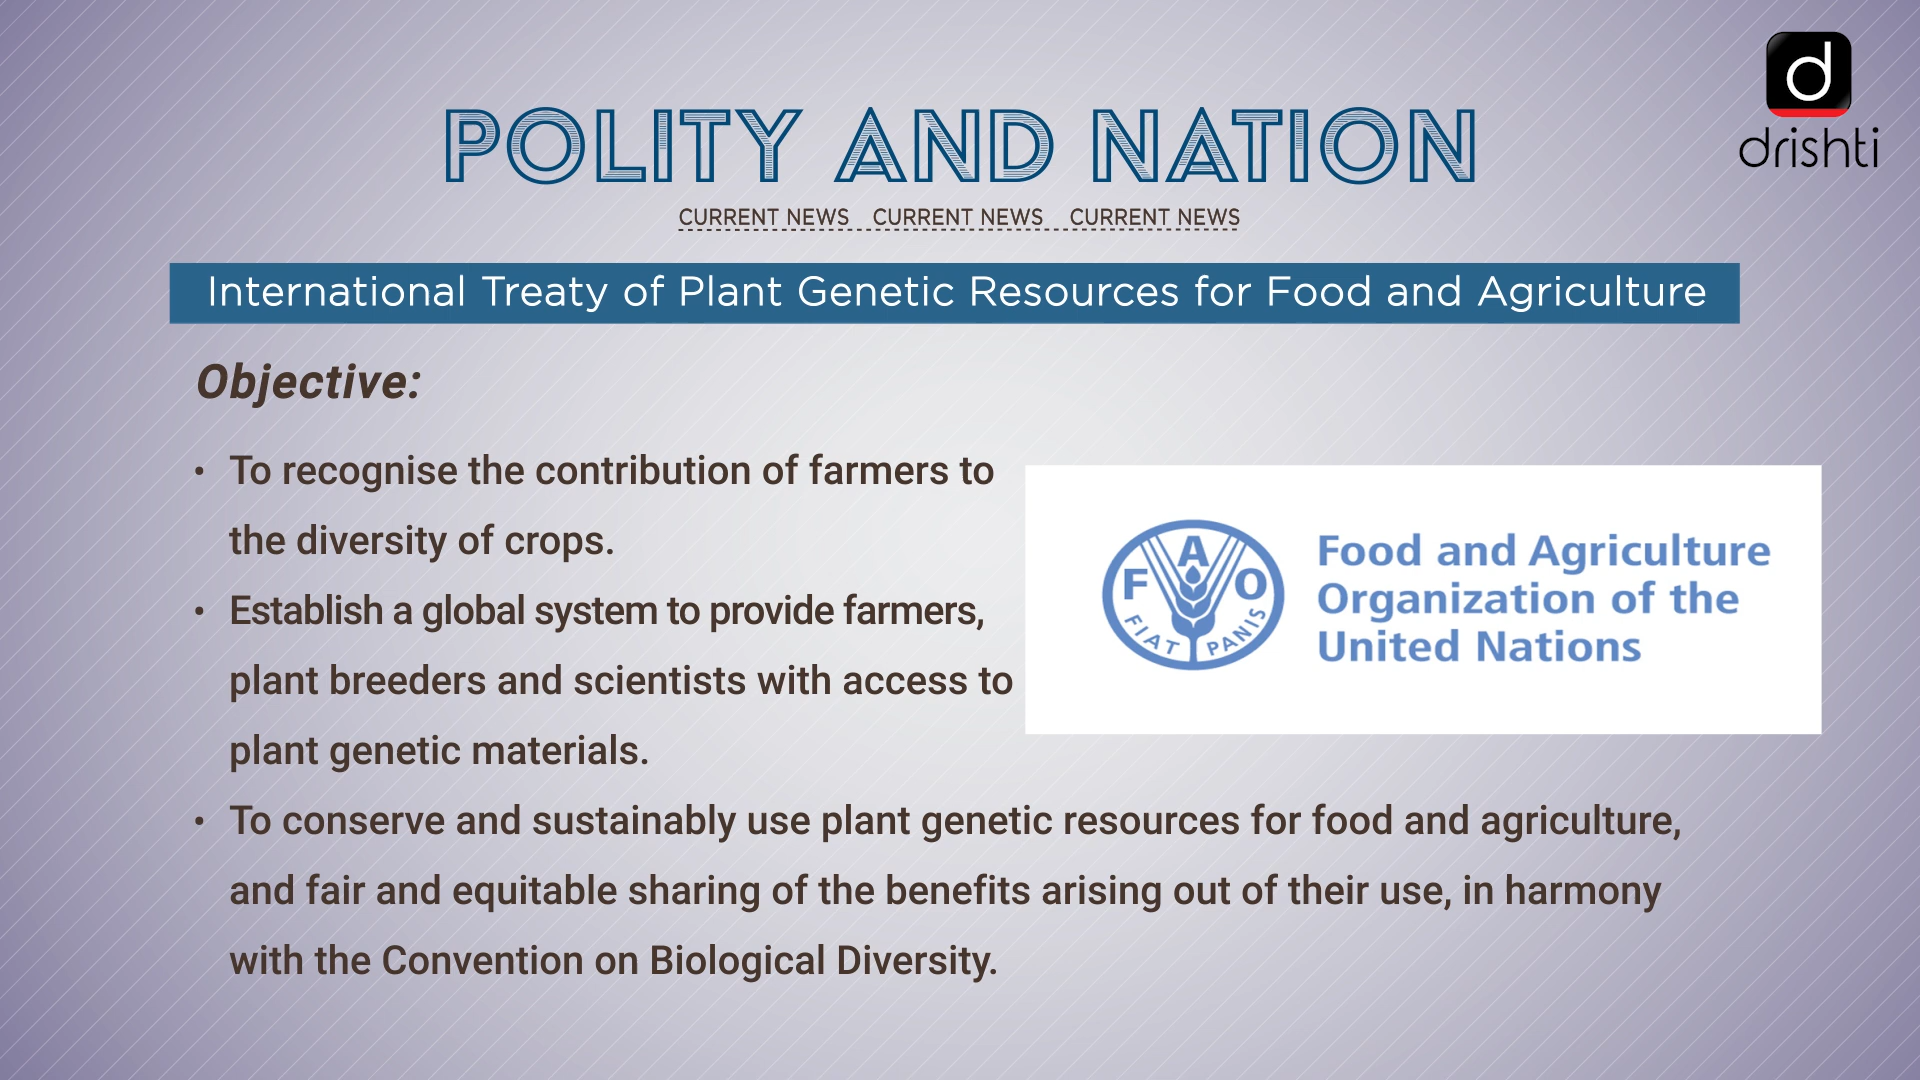 d
drishti
POLITY AND NATION
CURRENT NEWS CURRENT NEWS CURRENT NEWS
International Treaty of Plant Genetic Resources for Food and Agriculture
Objective:
• To recognise the contribution of farmers to
the diversity of crops.
• Establish a global system to provide farmers,
plant breeders and scientists with access to
plant genetic materials.
• To conserve and sustainably use plant genetic resources for food and agriculture,
and fair and equitable sharing of the benefits arising out of their use, in harmony
with the Convention on Biological Diversity.
F A O
FIAT PANIS
Food and Agriculture
Organization of the
United Nations